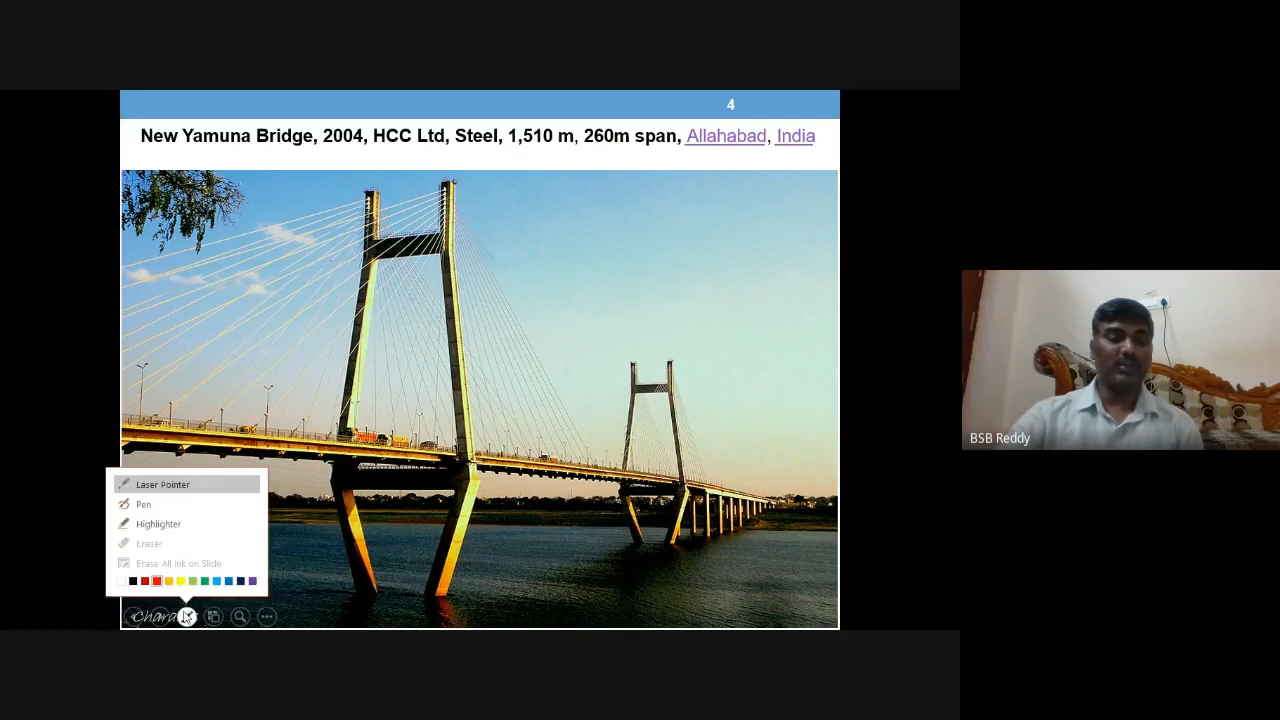 4
New Yamuna Bridge, 2004, HCC Ltd, Steel, 1,510 m, 260m span, Allahabad, India
Laser Pointer
Pen
Highlighter
Eraser
Erase All Ink on Slide
BSB Reddy